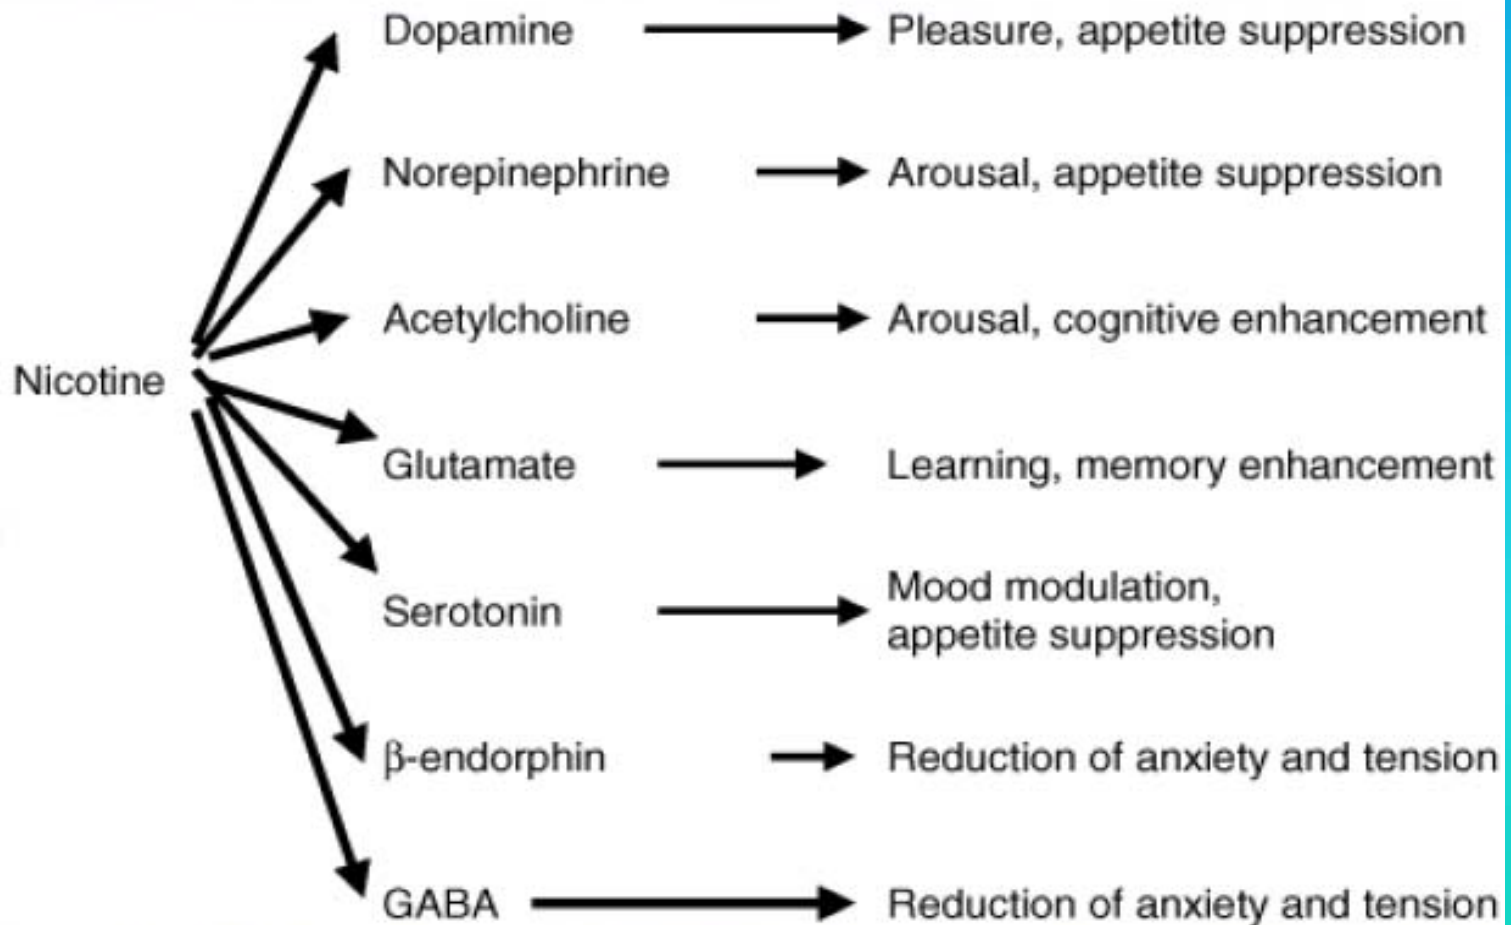 Dopamine Pleasure, appetite suppression
Norepinephrine Arousal, appetite suppression
Acetylcholine Arousal, cognitive enhancement
Nicotine
Glutamate Learning, memory enhancement
Serotonin Mood modulation,
appetite suppression
β-endorphin Reduction of anxiety and tension
GABA Reduction of anxiety and tension